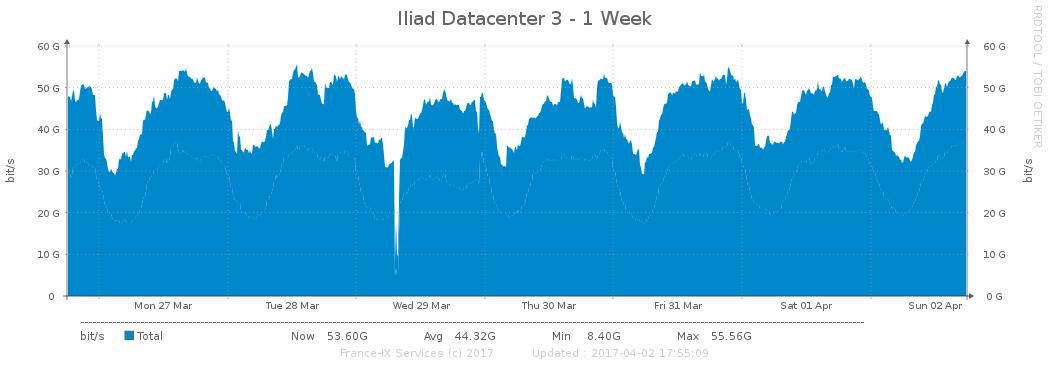 Iliad Datacenter 3 - 1 Week
RRDTOOL / TOBI OETIKER
bit/s
60 G 60 G
50 G 50 G
40 G 40 G
30 G 30 G
20 G 20 G
10 G 10 G
0 0 G
bit/s
Mon 27 Mar Tue 28 Mar Wed 29 Mar Thu 30 Mar Fri 31 Mar Sat 01 Apr Sun 02 Apr
bit/s Total Now 53.60G Avg 44.32G Min 8.40G Max 55.56G
France-IX Services (c) 2017 Updated : 2017-04-02 17:55:09